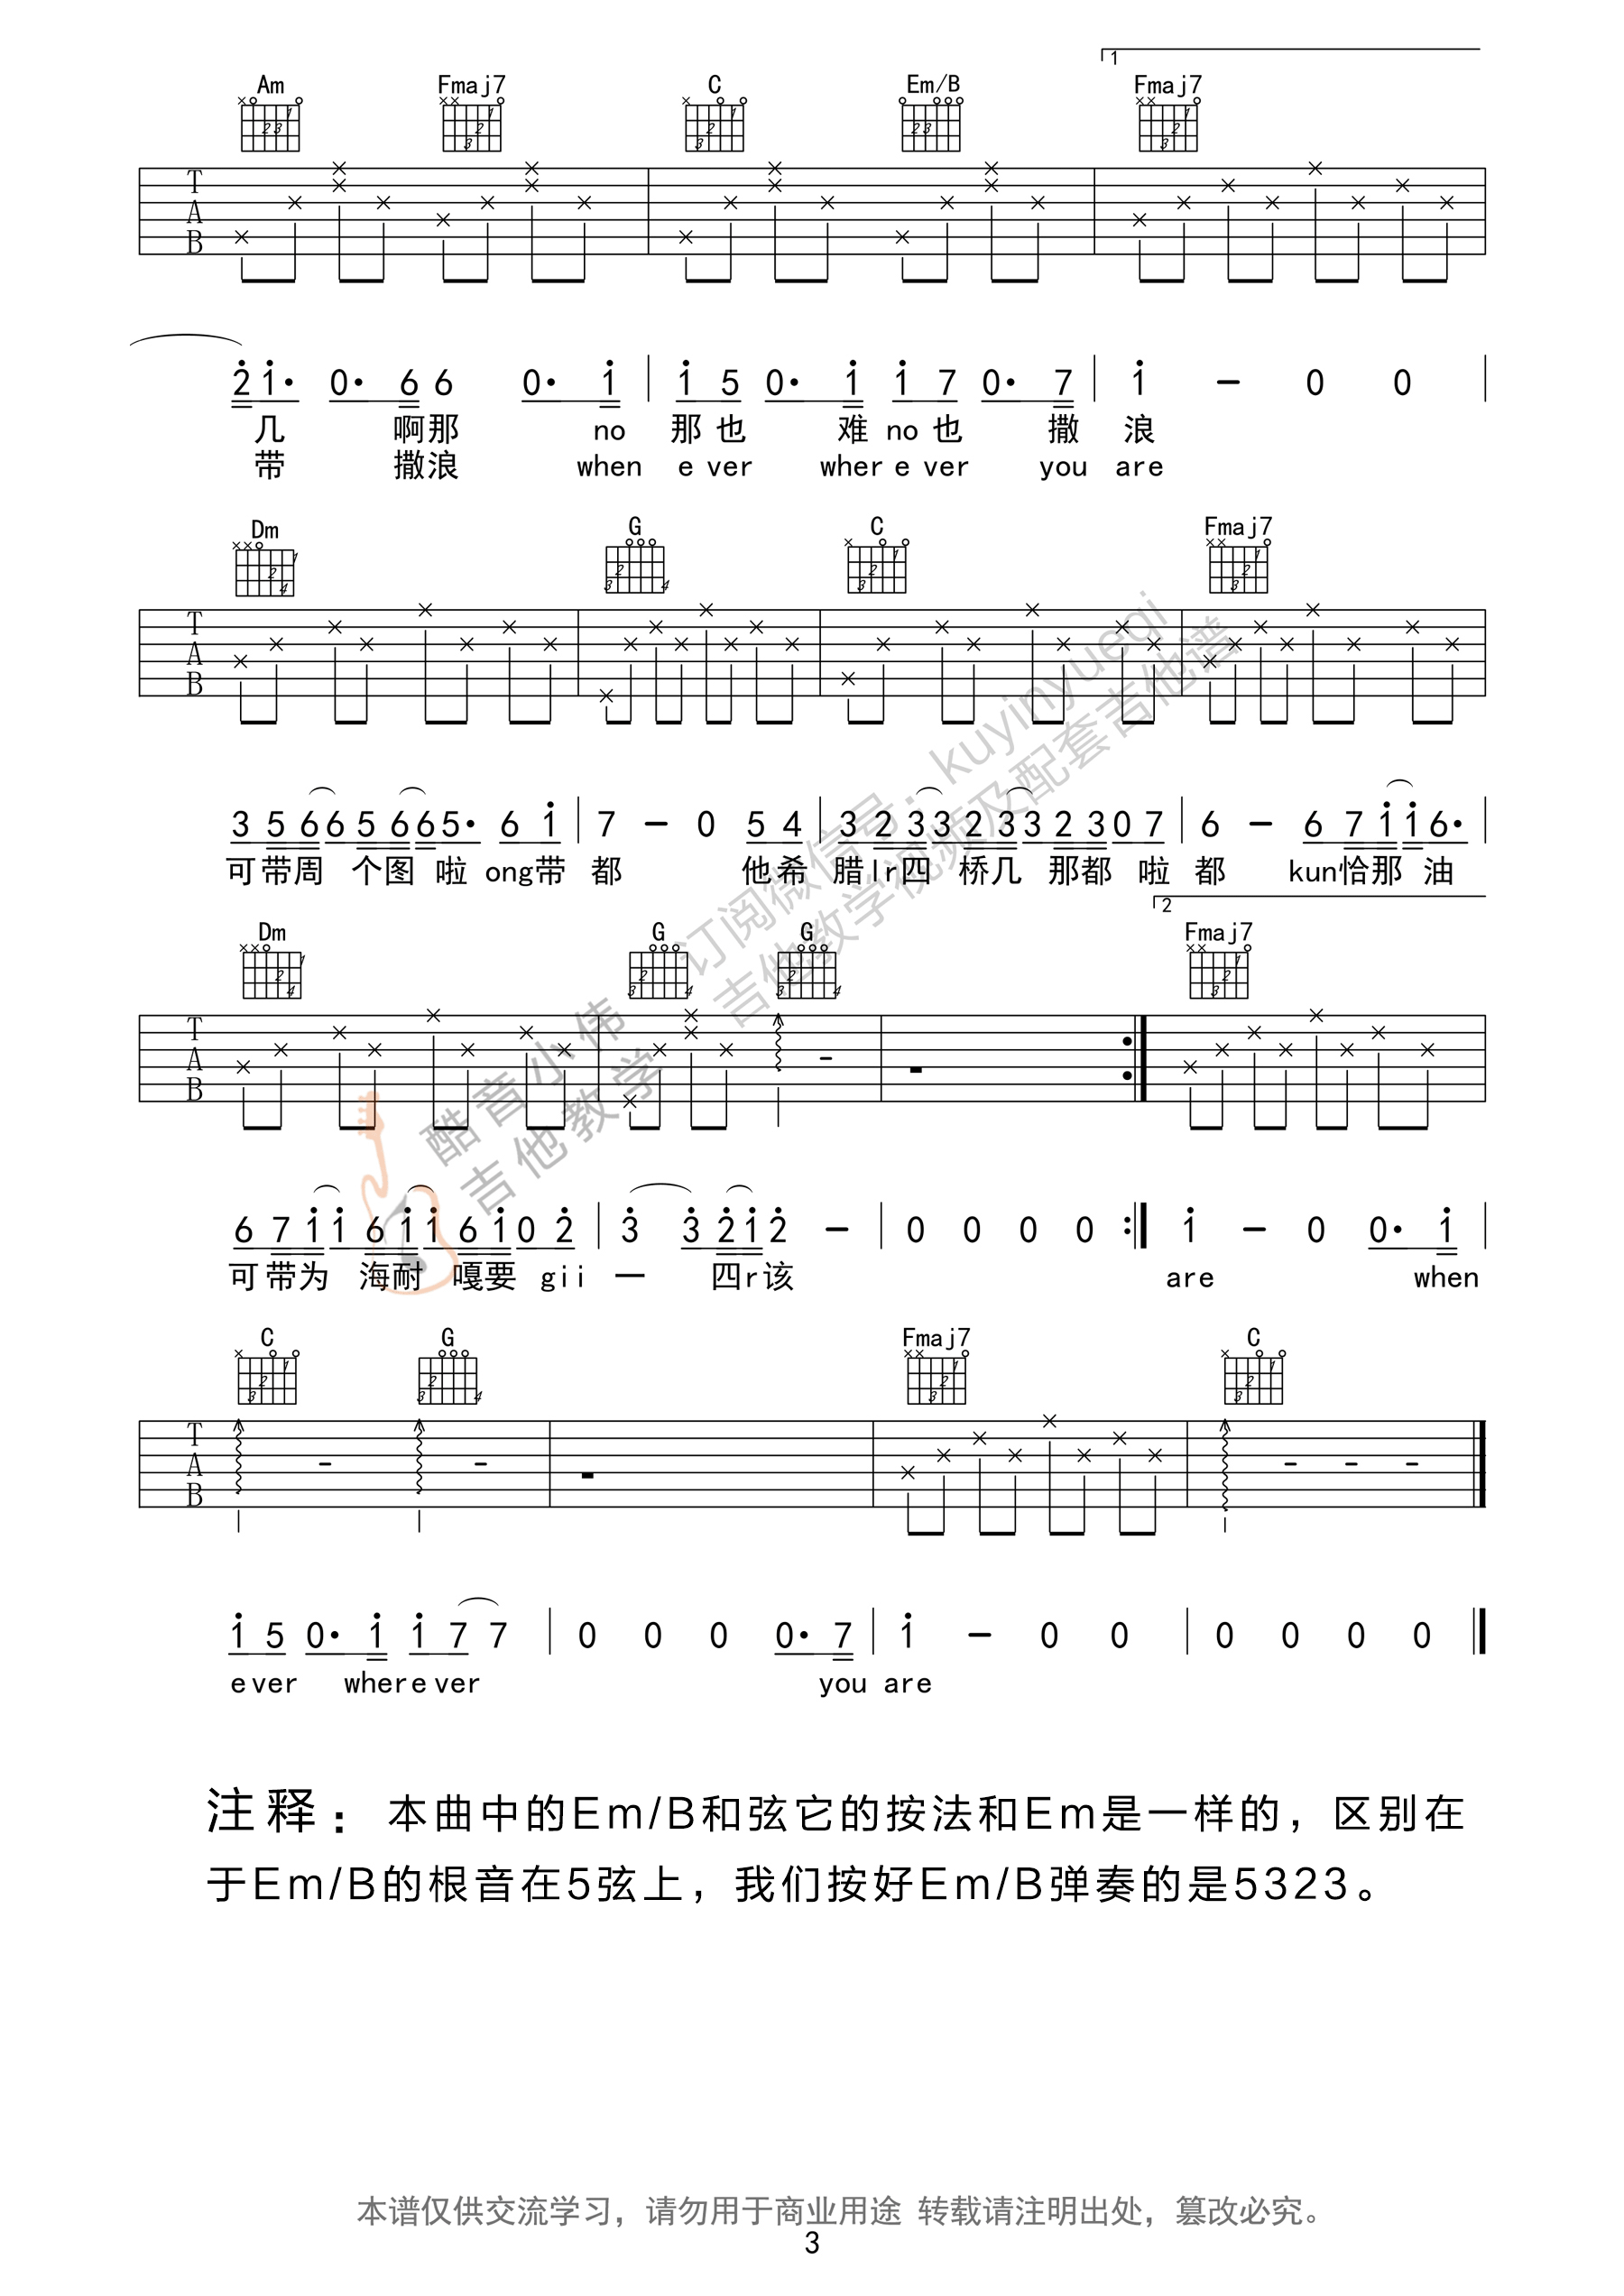 1
Am Fmaj7 C Em/B Fmaj7
T
A
B
2 1· 0· 6 6 0· 1 1 5 0· 1 1 7 0· 7 1 - 0 0
几 啊那 no 那也 难no也 撒 浪
带 撒浪 when e ver wher e ver you are
Dm G C Fmaj7
T
A
B
3 5 6 6 5 6 6 5· 6 1 7 - 0 5 4 3 2 3 3 2 3 3 2 3 0 7 6 - 6 7 1 1 6·
可带周 个图 啦 ong带 都 他希 腊lr四 桥几 那都 啦 都 kun恰那 油
2
Dm G G Fmaj7
T
A
B
6 7 1 1 6 1 1 6 1 0 2 3 3 2 1 2 - 0 0 0 0 1 - 0 0· 1
可带为 海耐 嘎要 gii 一 四r该 are when
C G Fmaj7 C
T
A
B
1 5 0· 1 1 7 7 0 0 0 0· 7 1 - 0 0 0 0 0 0
e ver wher e ver you are
注释：本曲中的Em/B和弦它的按法和Em是一样的，区别在
于Em/B的根音在5弦上，我们按好Em/B弹奏的是5323。
酷音小伟
吉他教学
订阅微信号：kuyinyueqi
吉他教学视频及配套吉他谱
本谱仅供交流学习，请勿用于商业用途 转载请注明出处，篡改必究。
3